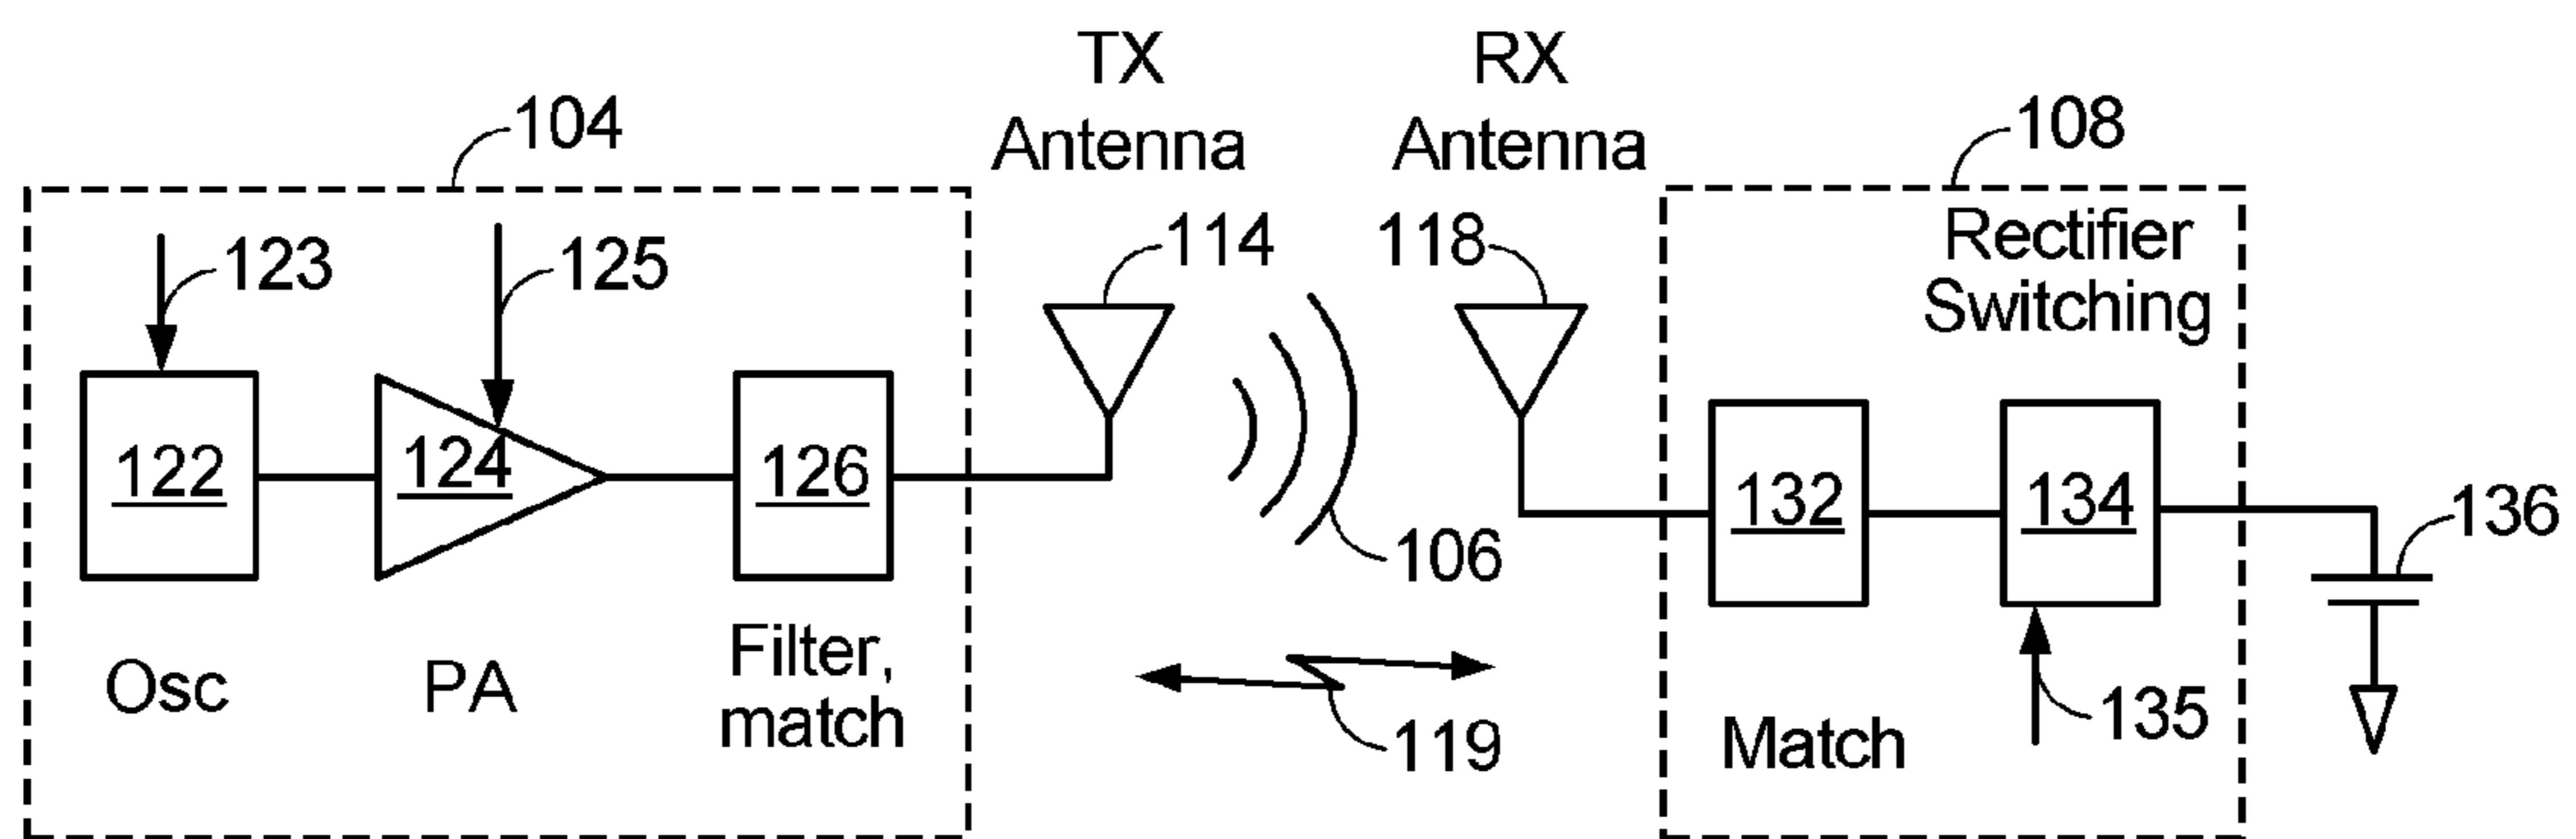 TX
Antenna
RX
Antenna
104
108
123
125
114
118
Rectifier
Switching
122
124
126
132
134
136
106
Osc
PA
Filter,
match
119
Match
135